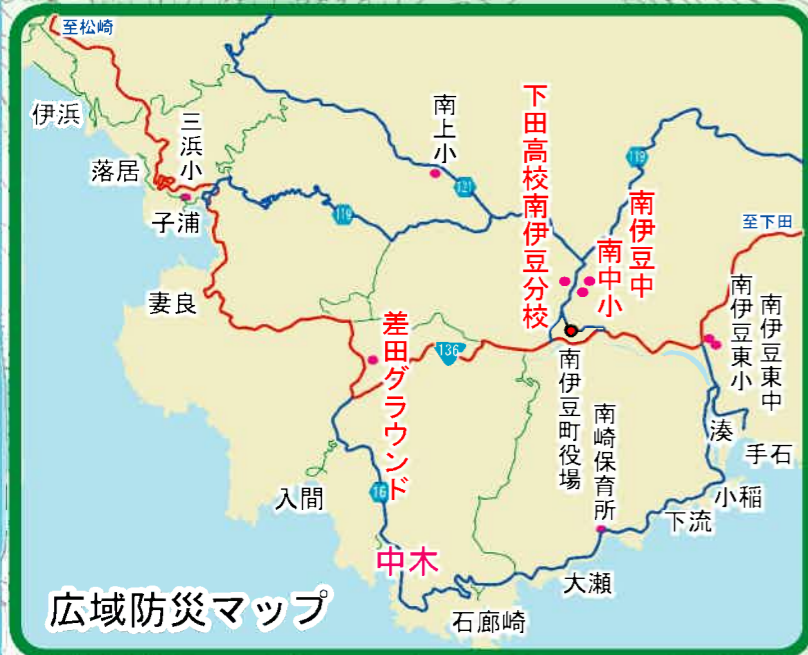 至松崎
伊浜
落居
三浜小
子浦
妻良
南上小
121
119
119
下田高校南伊豆分校
南伊豆中
南中小
至下田
南伊豆東中
南伊豆東小
差田グラウンド
136
南伊豆町役場
南崎保育所
湊
手石
小稲
下流
入間
16
中木
大瀬
石廊崎
広域防災マップ